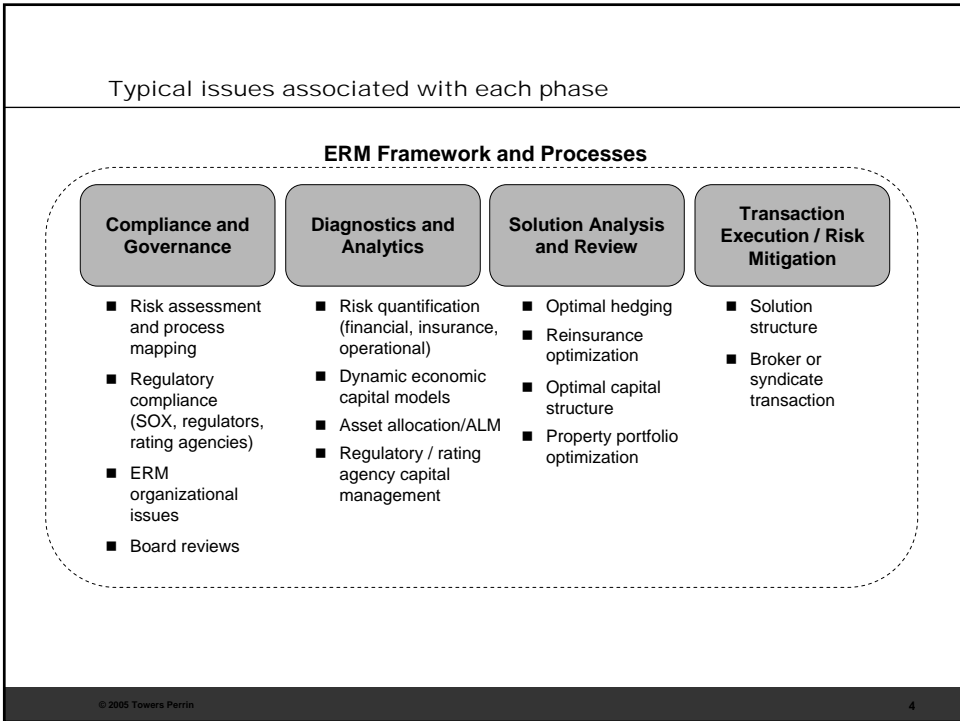 Typical issues associated with each phase
ERM Framework and Processes
Compliance and
Governance
■ Risk assessment
and process
mapping
■ Regulatory
compliance
(SOX, regulators,
rating agencies)
■ ERM
organizational
issues
■ Board reviews
Diagnostics and
Analytics
■ Risk quantification
(financial, insurance,
operational)
■ Dynamic economic
capital models
■ Asset allocation/ALM
■ Regulatory / rating
agency capital
management
Solution Analysis
and Review
■ Optimal hedging
■ Reinsurance
optimization
■ Optimal capital
structure
■ Property portfolio
optimization
Transaction
Execution / Risk
Mitigation
■ Solution
structure
■ Broker or
syndicate
transaction
© 2005 Towers Perrin
4